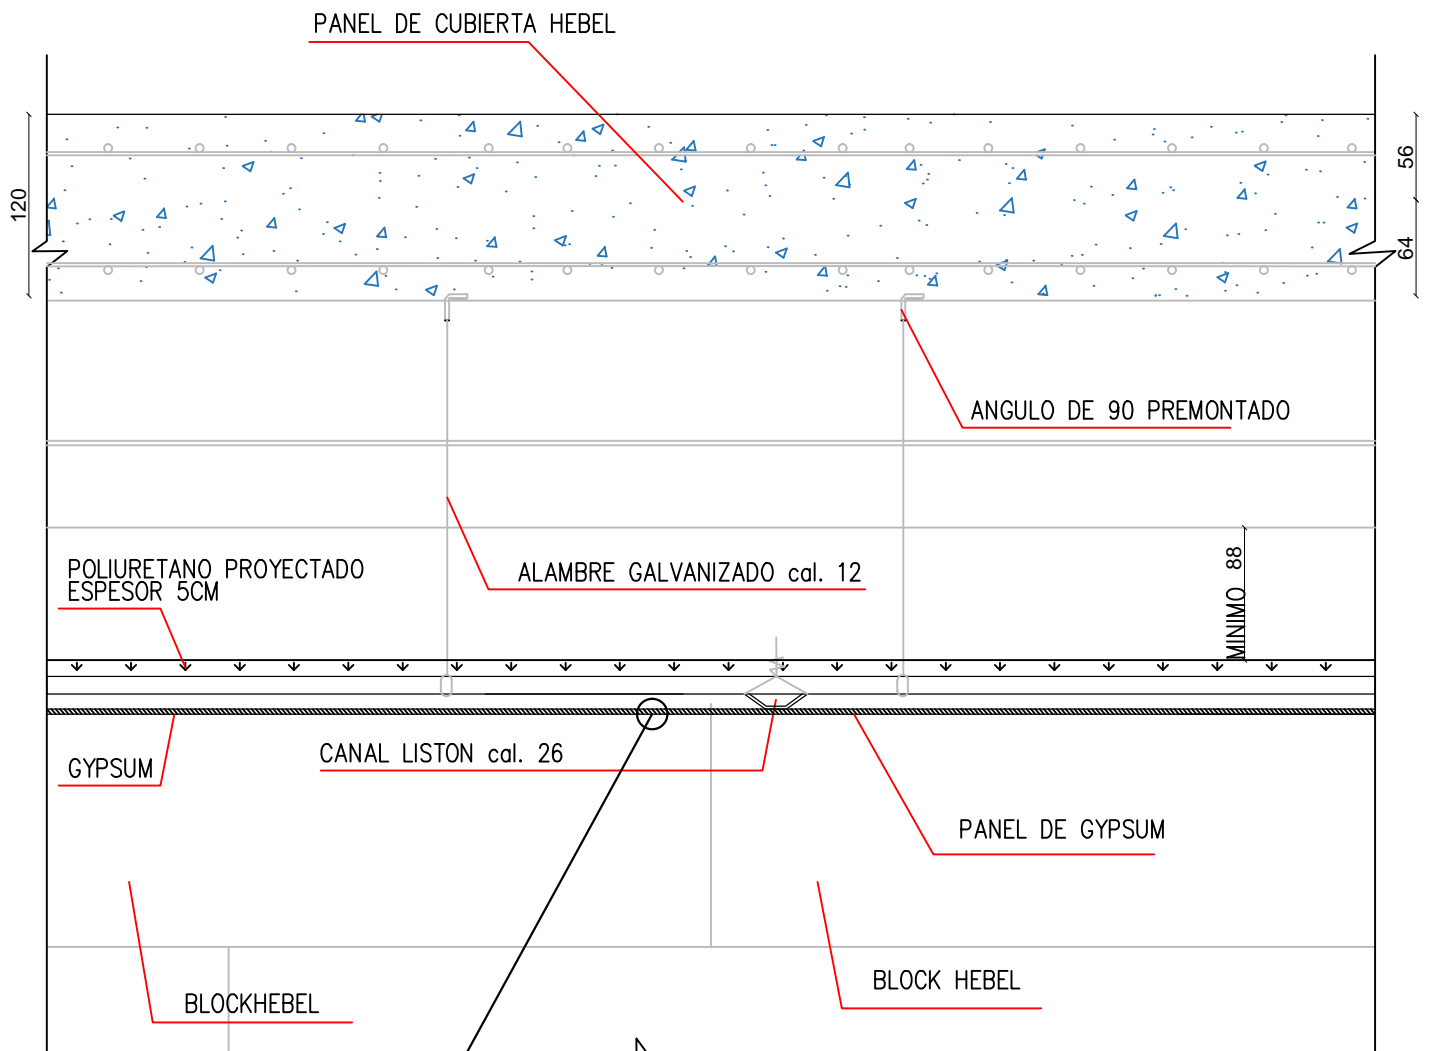 PANEL DE CUBIERTA HEBEL
120
56
64
ANGULO DE 90 PREMONTADO
POLIURETANO PROYECTADO
ESPESOR 5CM
ALAMBRE GALVANIZADO cal. 12
MINIMO 88
CANAL LISTON cal. 26
GYPSUM
PANEL DE GYPSUM
BLOCK HEBEL
BLOCKHEBEL